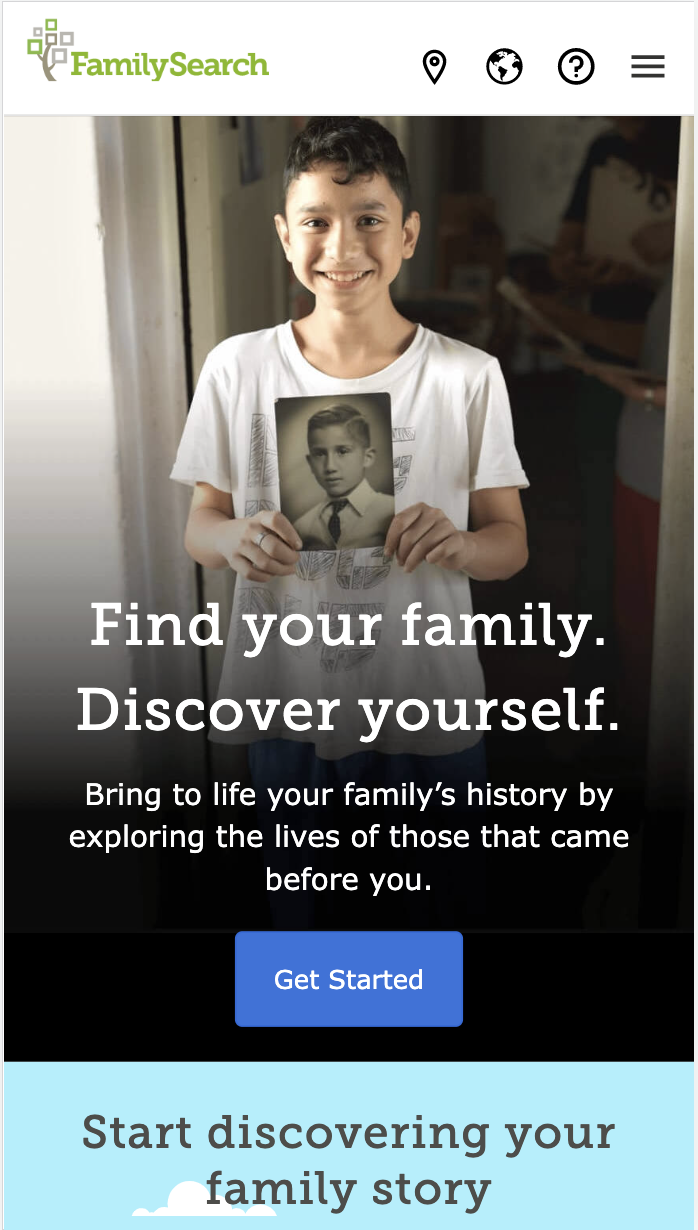 FamilySearch
Find your family.
Discover yourself.
Bring to life your family’s history by
exploring the lives of those that came
before you.
Get Started
Start discovering your
family story